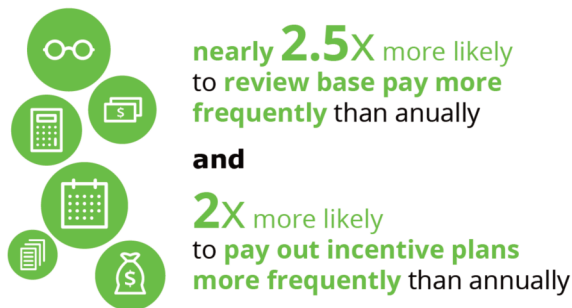 nearly 2.5x more likely
to review base pay more
frequently than anually
and
2x more likely
to pay out incentive plans
more frequently than annually
$
$